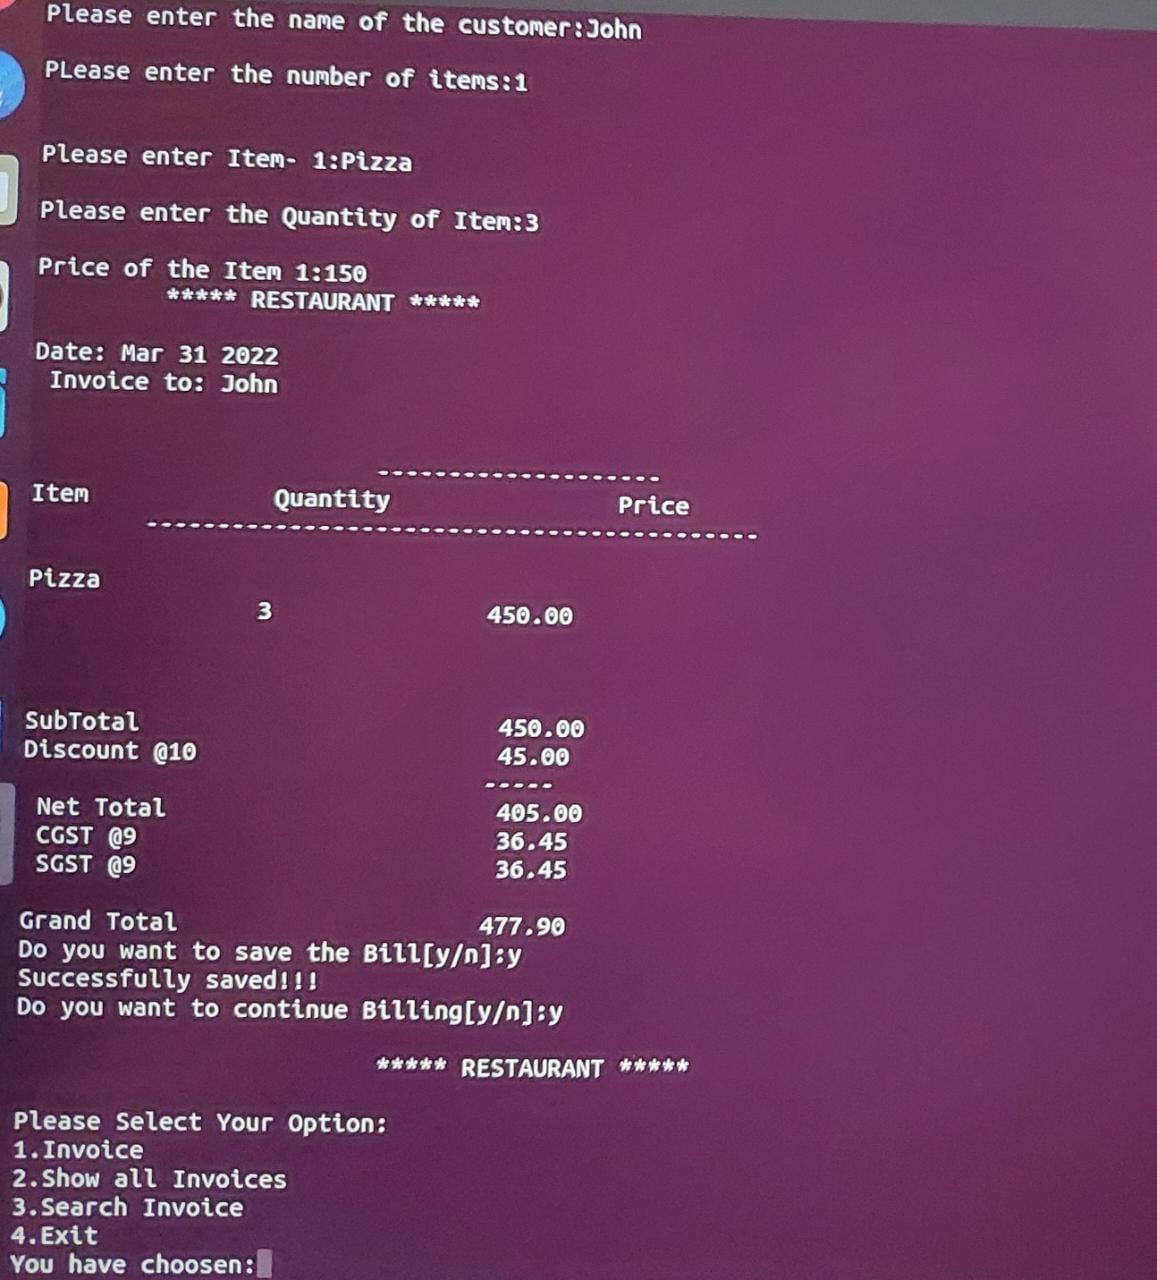 Please enter the name of the customer:John
PLease enter the number of items:1
Please enter Item- 1:Pizza
Please enter the Quantity of Item:3
Price of the Item 1:150
***** RESTAURANT *****
Date: Mar 31 2022
Invoice to: John
--------------------
Item Quantity Price
-------------------------------------------
Pizza
3 450.00
SubTotal 450.00
Discount @10 45.00
-----
Net Total 405.00
CGST @9 36.45
SGST @9 36.45
Grand Total 477.90
Do you want to save the Bill[y/n]:y
Successfully saved!!!
Do you want to continue Billing[y/n]:y
***** RESTAURANT *****
Please Select Your Option:
1.Invoice
2.Show all Invoices
3.Search Invoice
4.Exit
You have choosen: